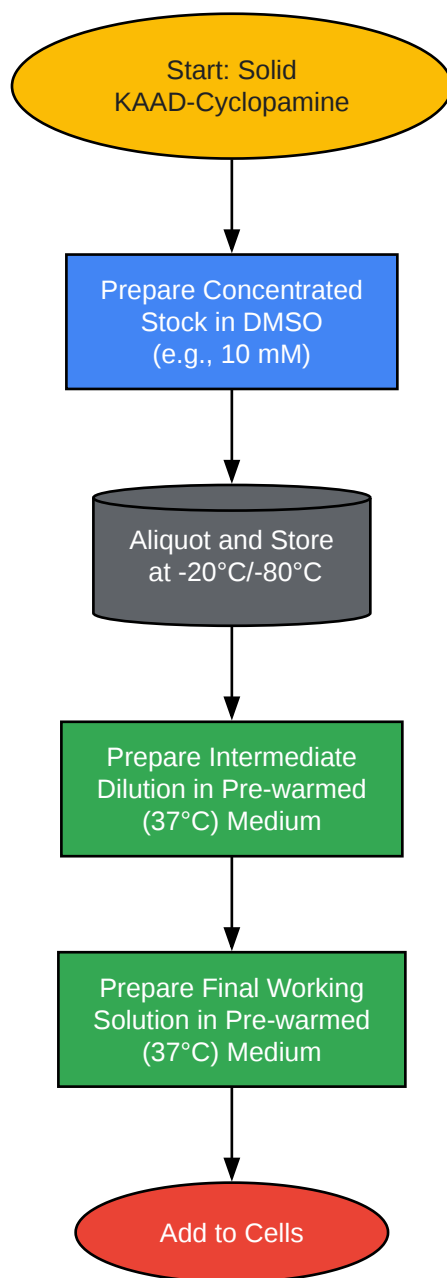 Start: Solid
KAAD-Cyclopamine
Prepare Concentrated
Stock in DMSO
(e.g., 10 mM)
Aliquot and Store
at -20°C/-80°C
Prepare Intermediate
Dilution in Pre-warmed
(37°C) Medium
Prepare Final Working
Solution in Pre-warmed
(37°C) Medium
Add to Cells